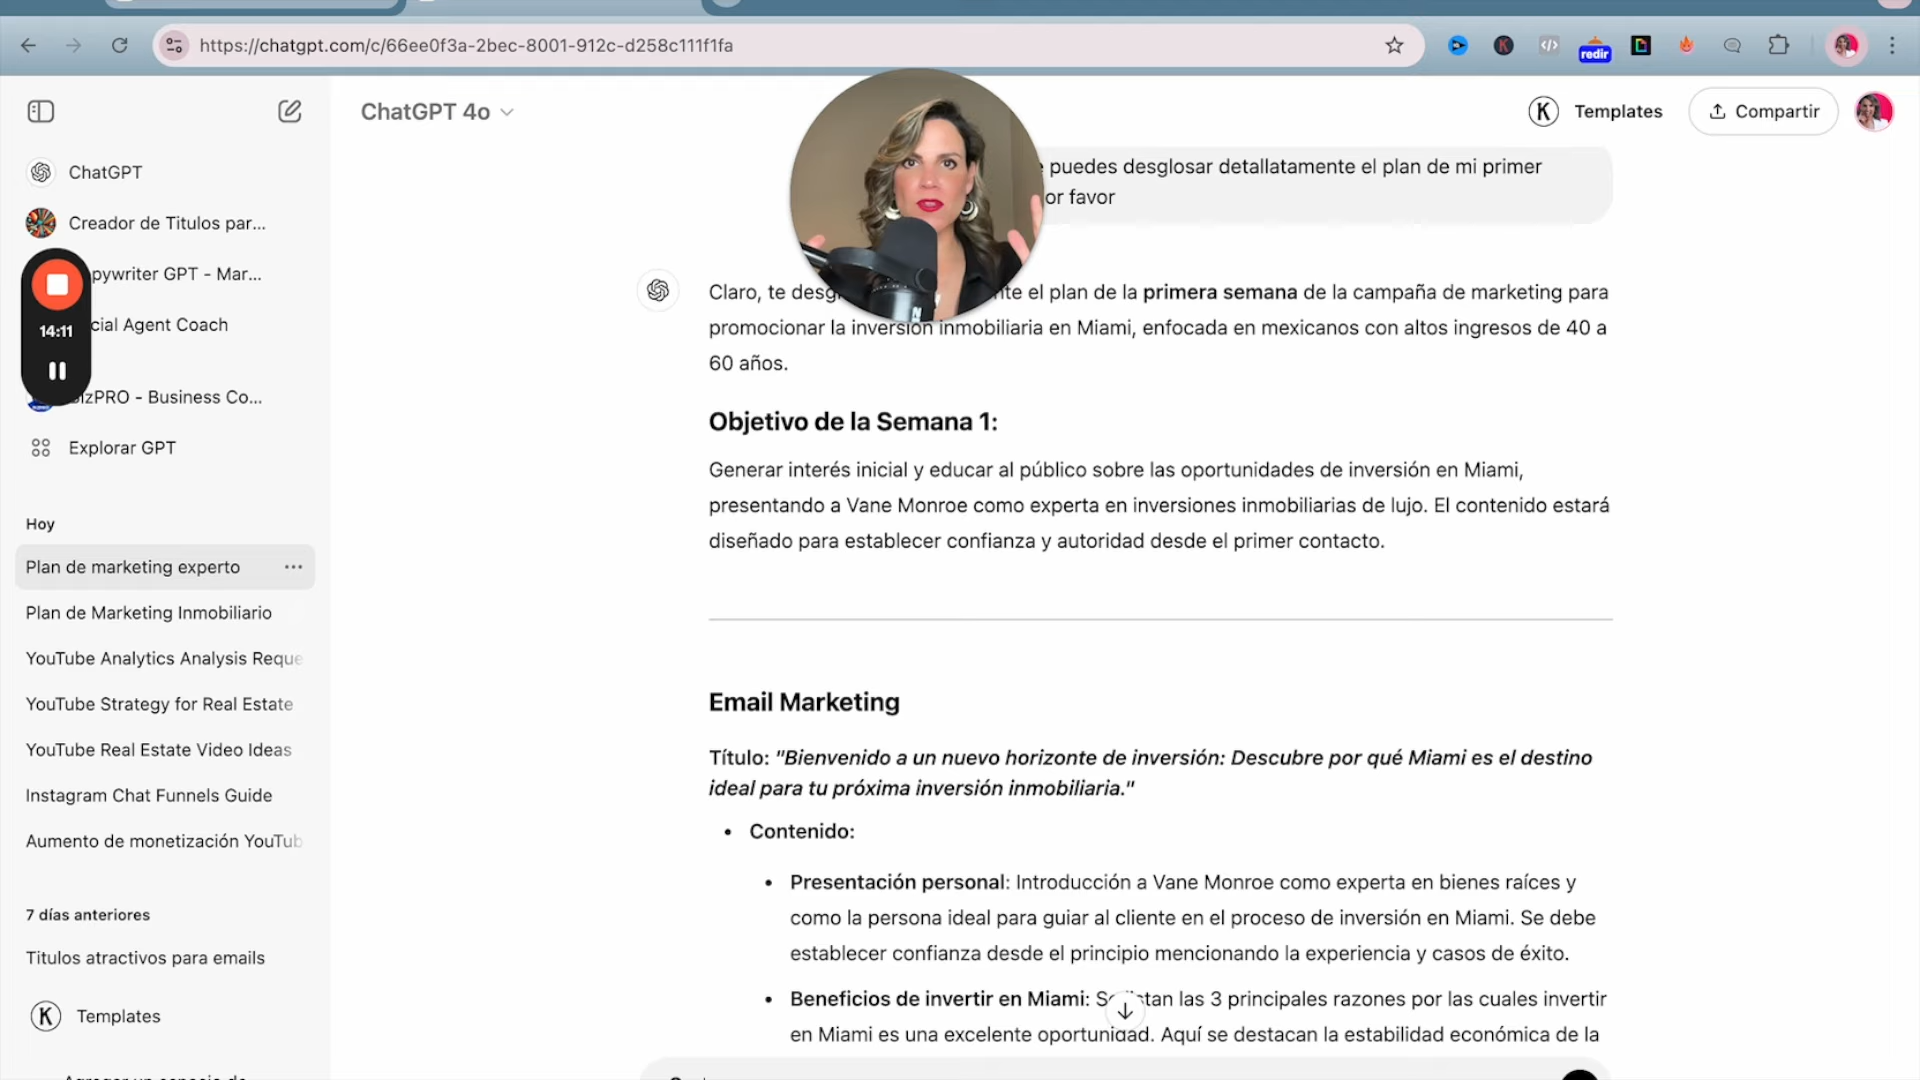 https://chatgpt.com/c/66ee0f3a-2bec-8001-912c-d258c111f1fa
redir
ChatGPT 4o
K
Templates
Compartir
ChatGPT
Creador de Titulos par...
pywriter GPT - Mar...
cial Agent Coach
izPRO - Business Co...
Explorar GPT
14:11
Hoy
Plan de marketing experto
Plan de Marketing Inmobiliario
YouTube Analytics Analysis Reque
YouTube Strategy for Real Estate
YouTube Real Estate Video Ideas
Instagram Chat Funnels Guide
Aumento de monetización YouTub
7 días anteriores
Titulos atractivos para emails
K
Templates
puedes desglosar detallatamente el plan de mi primer
or favor
Claro, te desg te el plan de la primera semana de la campaña de marketing para
promocionar la inversión inmobiliaria en Miami, enfocada en mexicanos con altos ingresos de 40 a
60 años.
Objetivo de la Semana 1:
Generar interés inicial y educar al público sobre las oportunidades de inversión en Miami,
presentando a Vane Monroe como experta en inversiones inmobiliarias de lujo. El contenido estará
diseñado para establecer confianza y autoridad desde el primer contacto.
Email Marketing
Título: "Bienvenido a un nuevo horizonte de inversión: Descubre por qué Miami es el destino
ideal para tu próxima inversión inmobiliaria."
• Contenido:
• Presentación personal: Introducción a Vane Monroe como experta en bienes raíces y
como la persona ideal para guiar al cliente en el proceso de inversión en Miami. Se debe
establecer confianza desde el principio mencionando la experiencia y casos de éxito.
• Beneficios de invertir en Miami: Se listan las 3 principales razones por las cuales invertir
en Miami es una excelente oportunidad. Aquí se destacan la estabilidad económica de la